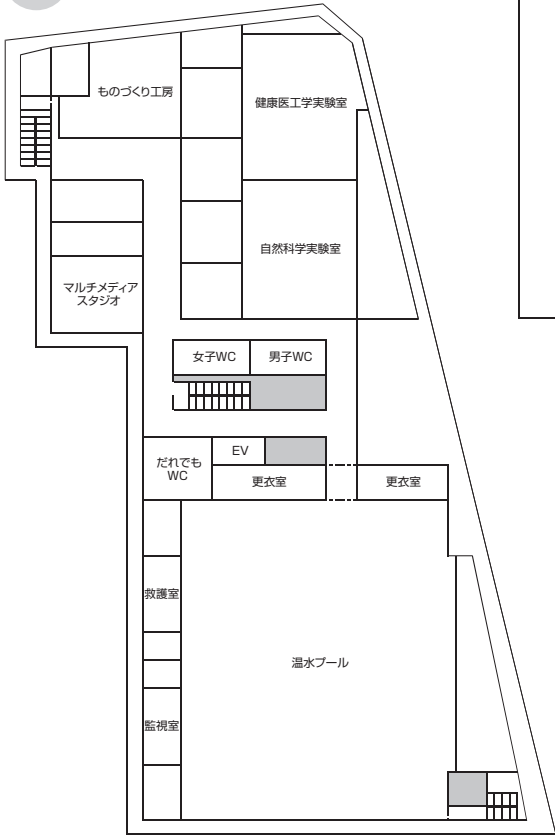 ものづくり工房
健康医工学実験室
自然科学実験室
マルチメディア
スタジオ
女子WC
男子WC
だれでも
WC
EV
更衣室
更衣室
救護室
温水プール
監視室